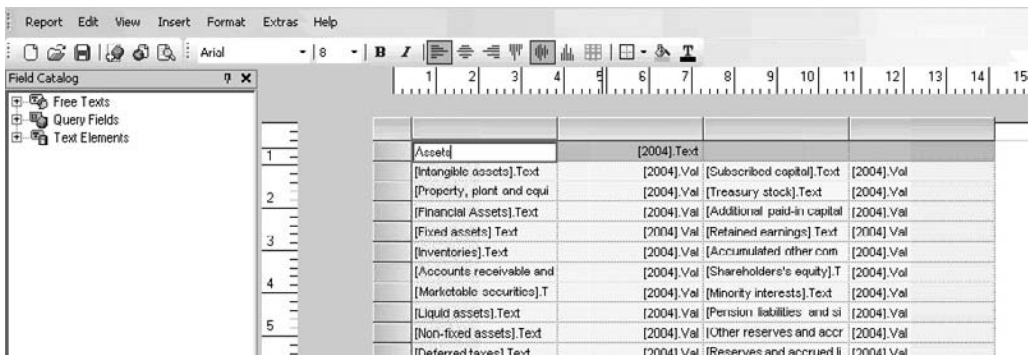 Report Edit View Insert Format Extras Help
Arial 8 B I T
Field Catalog
Free Texts
Query Fields
Text Elements
1 2 3 4 5 6 7 8 9 10 11 12 13 14 15
1
2
3
4
5
Assets [2004].Text
[Intangible assets].Text [2004].Val [Subscribed capital].Text [2004].Val
[Property, plant and equi [2004].Val [Treasury stock].Text [2004].Val
[Financial Assets].Text [2004].Val [Additional paid-in capital [2004].Val
[Fixed assets].Text [2004].Val [Retained earnings].Text [2004].Val
[Inventories].Text [2004].Val [Accumulated other com [2004].Val
[Accounts receivable and [2004].Val [Shareholders's equity].T [2004].Val
[Marketable securities].T [2004].Val [Minority interests].Text [2004].Val
[Liquid assets].Text [2004].Val [Pension liabilities and si [2004].Val
[Non-fixed assets].Text [2004].Val [Other reserves and accr [2004].Val
[Deferred taxes].Text [2004].Val [Reserves and accrued li [2004].Val